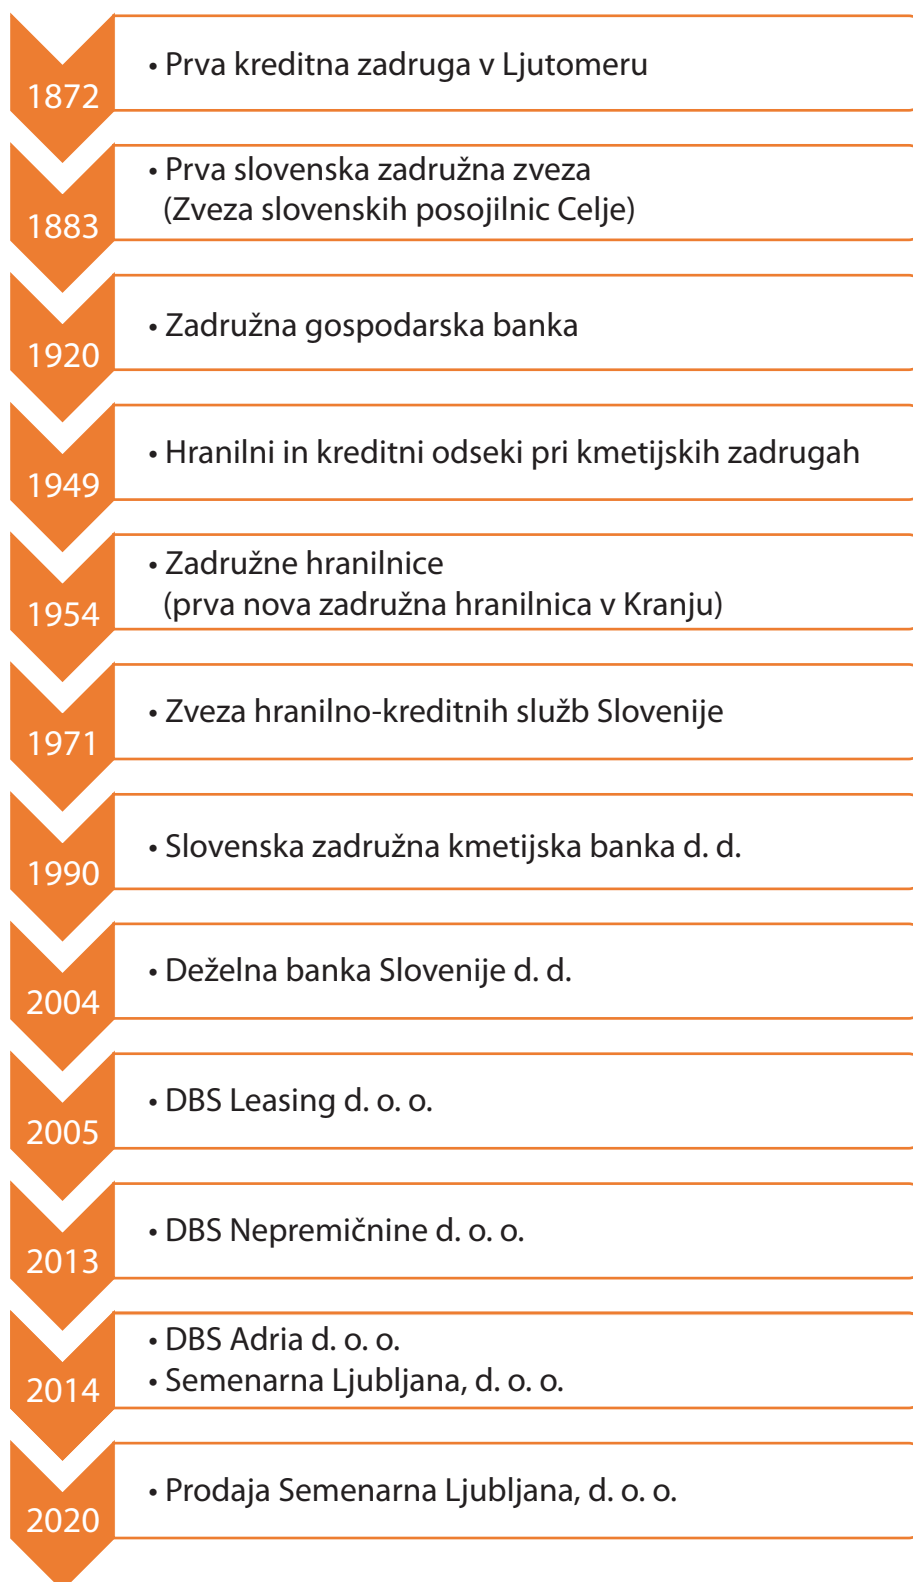 1872
• Prva kreditna zadruga v Ljutomeru
1883
• Prva slovenska zadružna zveza
(Zveza slovenskih posojilnic Celje)
1920
• Zadružna gospodarska banka
1949
• Hranilni in kreditni odseki pri kmetijskih zadrugah
1954
• Zadružne hranilnice
(prva nova zadružna hranilnica v Kranju)
1971
• Zveza hranilno-kreditnih služb Slovenije
1990
• Slovenska zadružna kmetijska banka d. d.
2004
• Deželna banka Slovenije d. d.
2005
• DBS Leasing d. o. o.
2013
• DBS Nepremičnine d. o. o.
2014
• DBS Adria d. o. o.
• Semenarna Ljubljana, d. o. o.
2020
• Prodaja Semenarna Ljubljana, d. o. o.